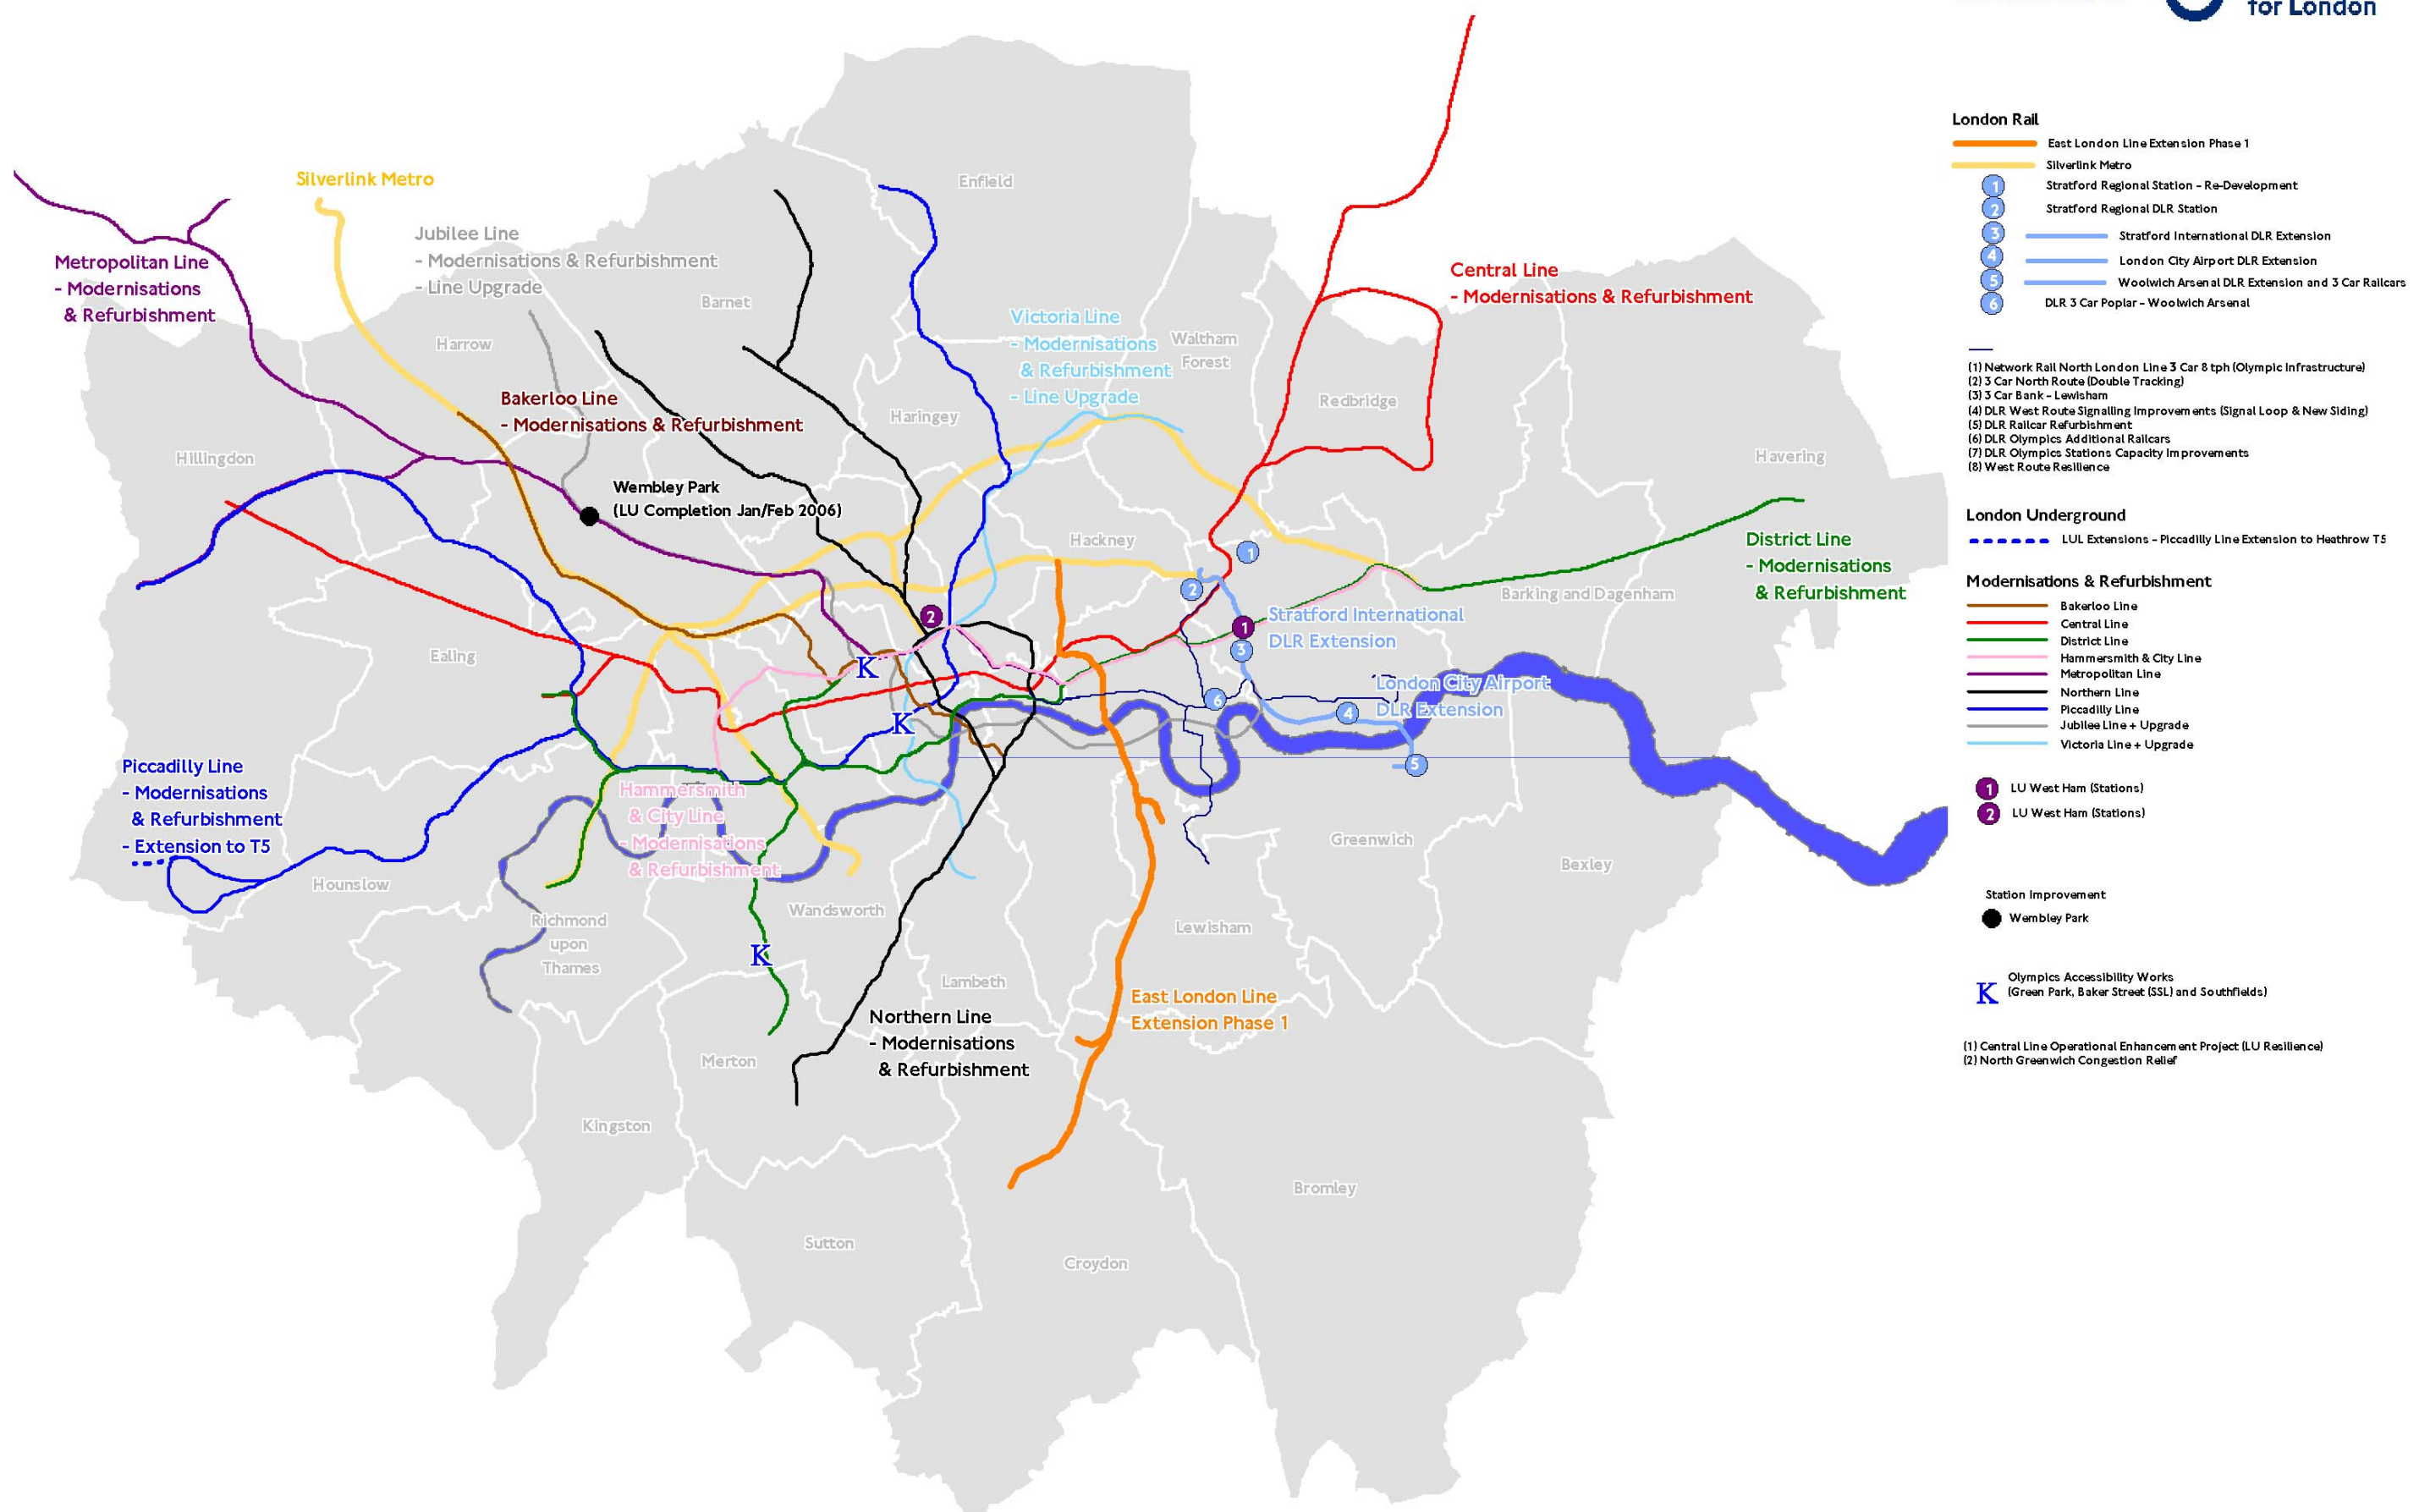 for London
Silverlink Metro
Jubilee Line
- Modernisations & Refurbishment
- Line Upgrade
Metropolitan Line
- Modernisations
& Refurbishment
Bakerloo Line
- Modernisations & Refurbishment
Wembley Park
(LU Completion Jan/Feb 2006)
Victoria Line
- Modernisations
& Refurbishment
- Line Upgrade
Central Line
- Modernisations & Refurbishment
District Line
- Modernisations
& Refurbishment
Stratford International
DLR Extension
London City Airport
DLR Extension
Piccadilly Line
- Modernisations
& Refurbishment
- Extension to T5
Hammersmith
& City Line
- Modernisations
& Refurbishment
Northern Line
- Modernisations
& Refurbishment
East London Line
Extension Phase 1
Enfield
Barnet
Harrow
Haringey
Waltham
Forest
Redbridge
Havering
Hillingdon
Hackney
Barking and Dagenham
Ealing
Hounslow
Richmond
upon
Thames
Wandsworth
Lambeth
Lewisham
Greenwich
Bexley
Merton
Kingston
Sutton
Croydon
Bromley
1
2
3
4
5
6
1
2
K
K
K
London Rail
East London Line Extension Phase 1
Silverlink Metro
1 Stratford Regional Station - Re-Development
2 Stratford Regional DLR Station
3 Stratford International DLR Extension
4 London City Airport DLR Extension
5 Woolwich Arsenal DLR Extension and 3 Car Railcars
6 DLR 3 Car Poplar - Woolwich Arsenal
(1) Network Rail North London Line 3 Car 8 tph (Olympic Infrastructure)
(2) 3 Car North Route (Double Tracking)
(3) 3 Car Bank - Lewisham
(4) DLR West Route Signalling Improvements (Signal Loop & New Siding)
(5) DLR Railcar Refurbishment
(6) DLR Olympics Additional Railcars
(7) DLR Olympics Stations Capacity Improvements
(8) West Route Resilience
London Underground
LUL Extensions - Piccadilly Line Extension to Heathrow T5
Modernisations & Refurbishment
Bakerloo Line
Central Line
District Line
Hammersmith & City Line
Metropolitan Line
Northern Line
Piccadilly Line
Jubilee Line + Upgrade
Victoria Line + Upgrade
1 LU West Ham (Stations)
2 LU West Ham (Stations)
Station Improvement
Wembley Park
K Olympics Accessibility Works
(Green Park, Baker Street (SSL) and Southfields)
(1) Central Line Operational Enhancement Project (LU Resilience)
(2) North Greenwich Congestion Relief